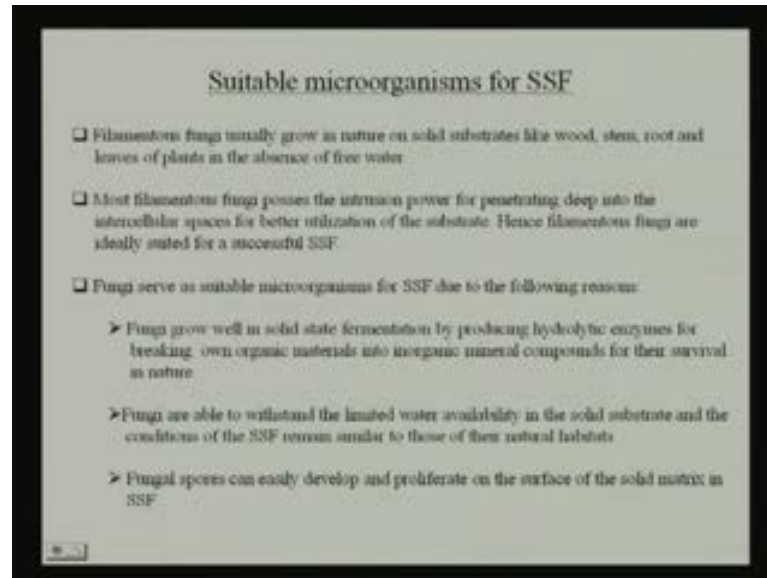 Suitable microorganisms for SSF
❑ Filamentous fungi usually grow in nature on solid substrates like wood, stem, root and
leaves of plants in the absence of free water
❑ Most filamentous fungi posses the intrusion power for penetrating deep into the
intercellular spaces for better utilization of the substrate. Hence filamentous fungi are
ideally suited for a successful SSF.
❑ Fungi serve as suitable microorganisms for SSF due to the following reasons:
➤ Fungi grow well in solid state fermentation by producing hydrolytic enzymes for
breaking own organic materials into inorganic mineral compounds for their survival
in nature
➤Fungi are able to withstand the limited water availability in the solid substrate and the
conditions of the SSF remain similar to those of their natural habitats
➤ Fungal spores can easily develop and proliferate on the surface of the solid matrix in
SSF